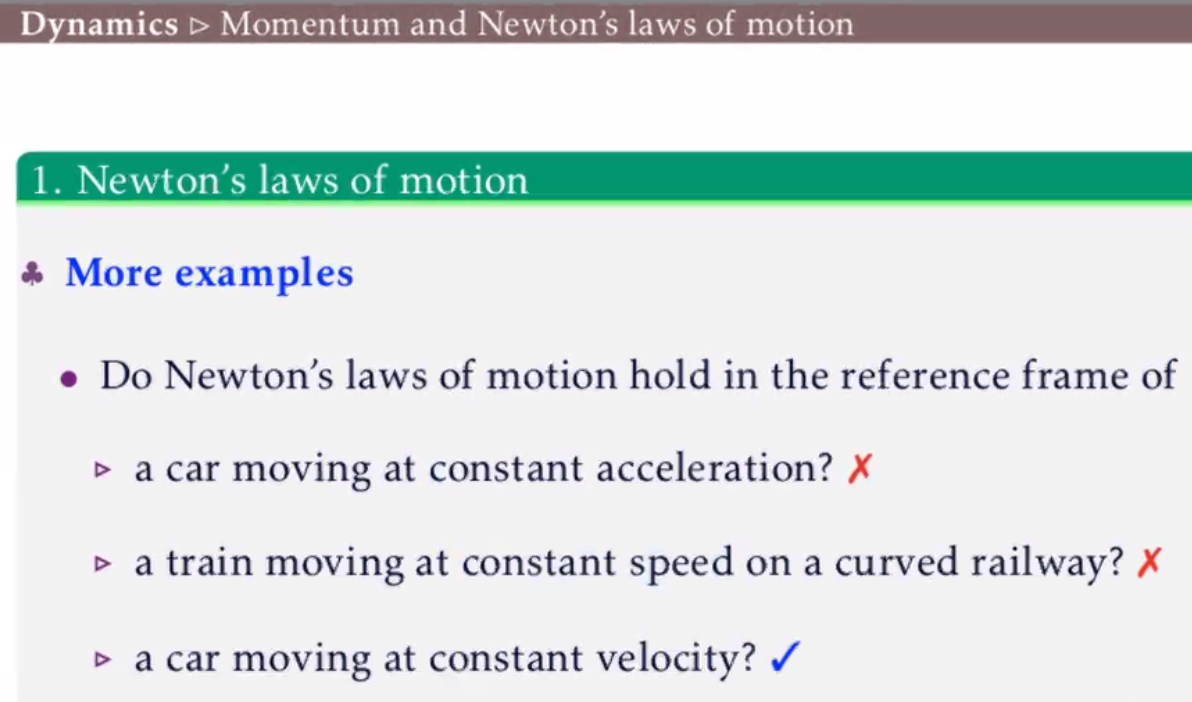 Dynamics ▷ Momentum and Newton's laws of motion
1. Newton's laws of motion
♣ More examples
• Do Newton's laws of motion hold in the reference frame of
▷ a car moving at constant acceleration? ✗
▷ a train moving at constant speed on a curved railway? ✗
▷ a car moving at constant velocity? ✓